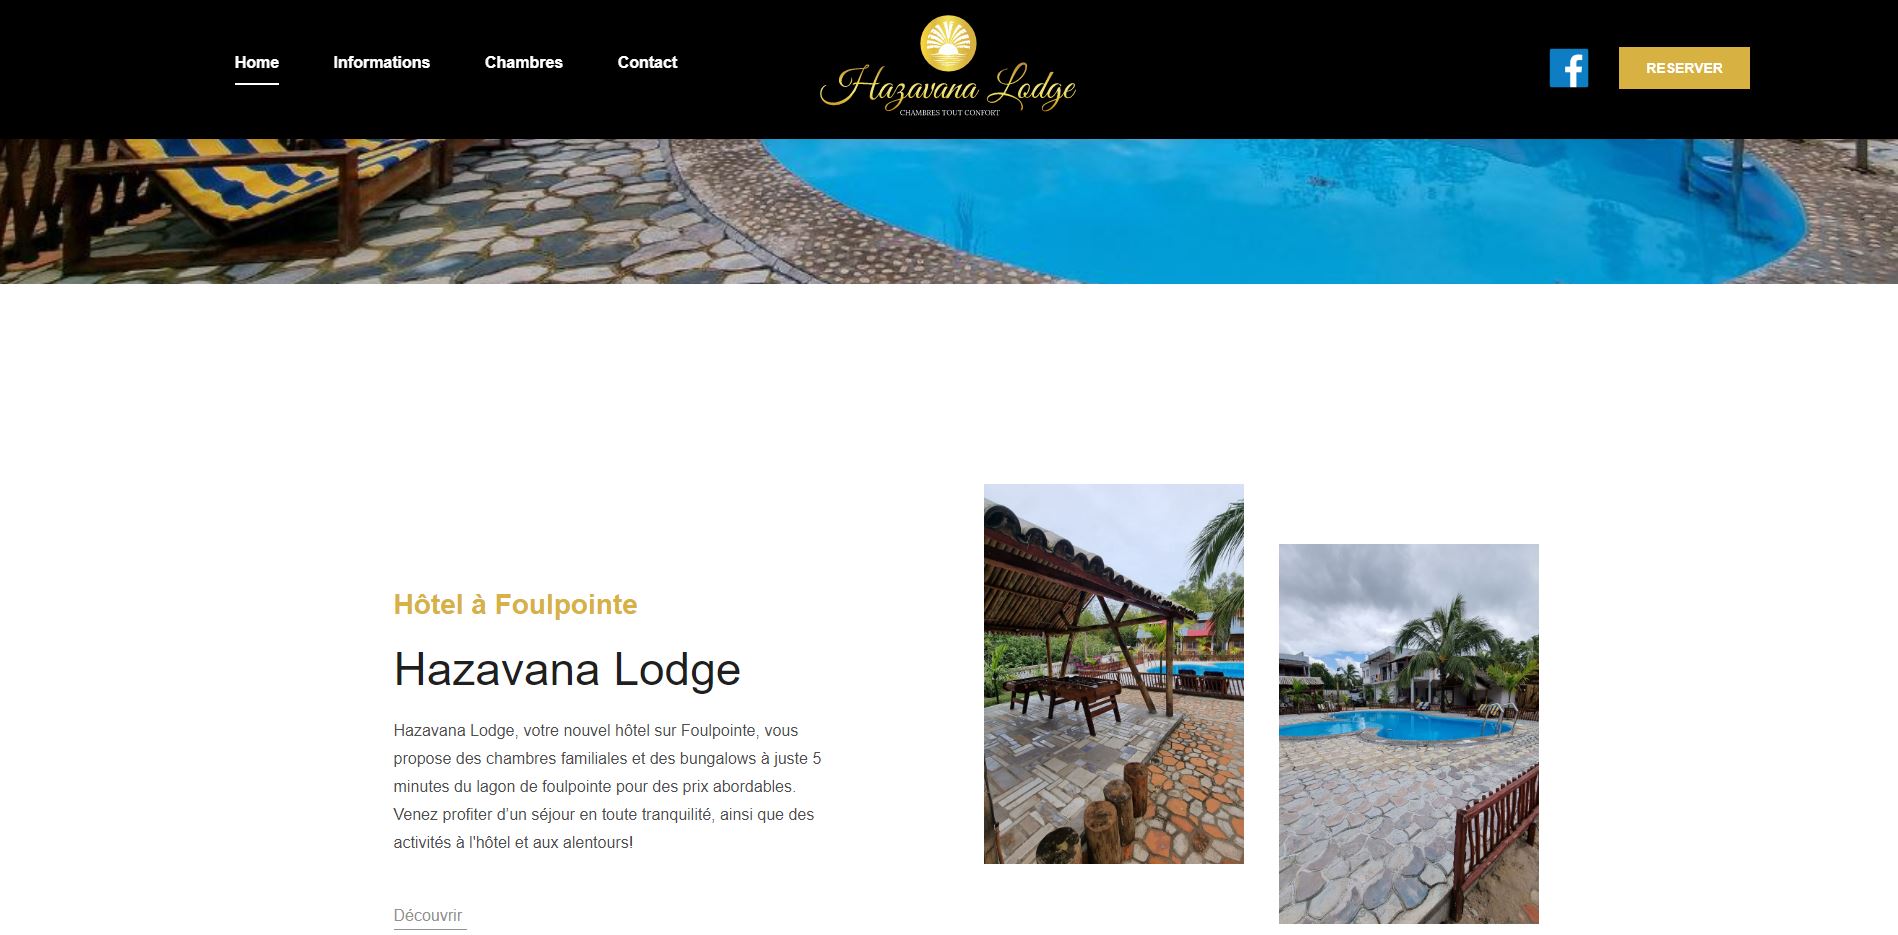 Home
Informations
Chambres
Contact
Hazavana Lodge
CHAMBRES TOUT CONFORT
RESERVER
Hôtel à Foulpointe
Hazavana Lodge
Hazavana Lodge, votre nouvel hôtel sur Foulpointe, vous
propose des chambres familiales et des bungalows à juste 5
minutes du lagon de foulpointe pour des prix abordables.
Venez profiter d’un séjour en toute tranquilité, ainsi que des
activités à l'hôtel et aux alentours!
Découvrir